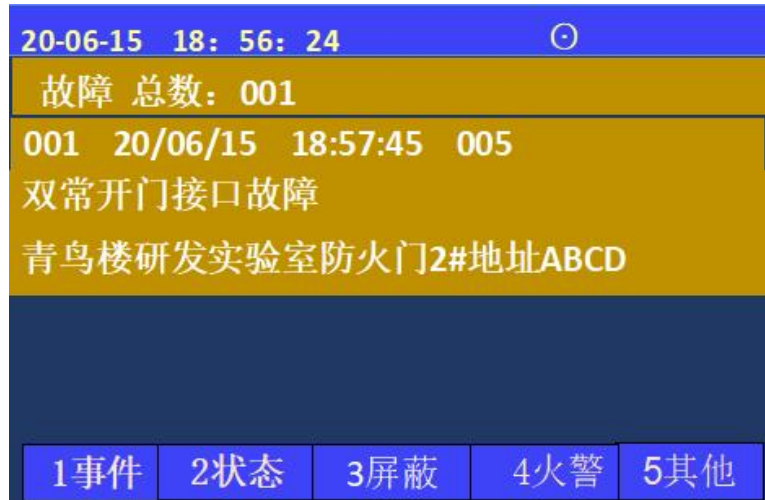 20-06-15 18：56：24
故障 总数：001
001 20/06/15 18:57:45 005
双常开门接口故障
青鸟楼研发实验室防火门2#地址ABCD
1事件 2状态 3屏蔽 4火警 5其他